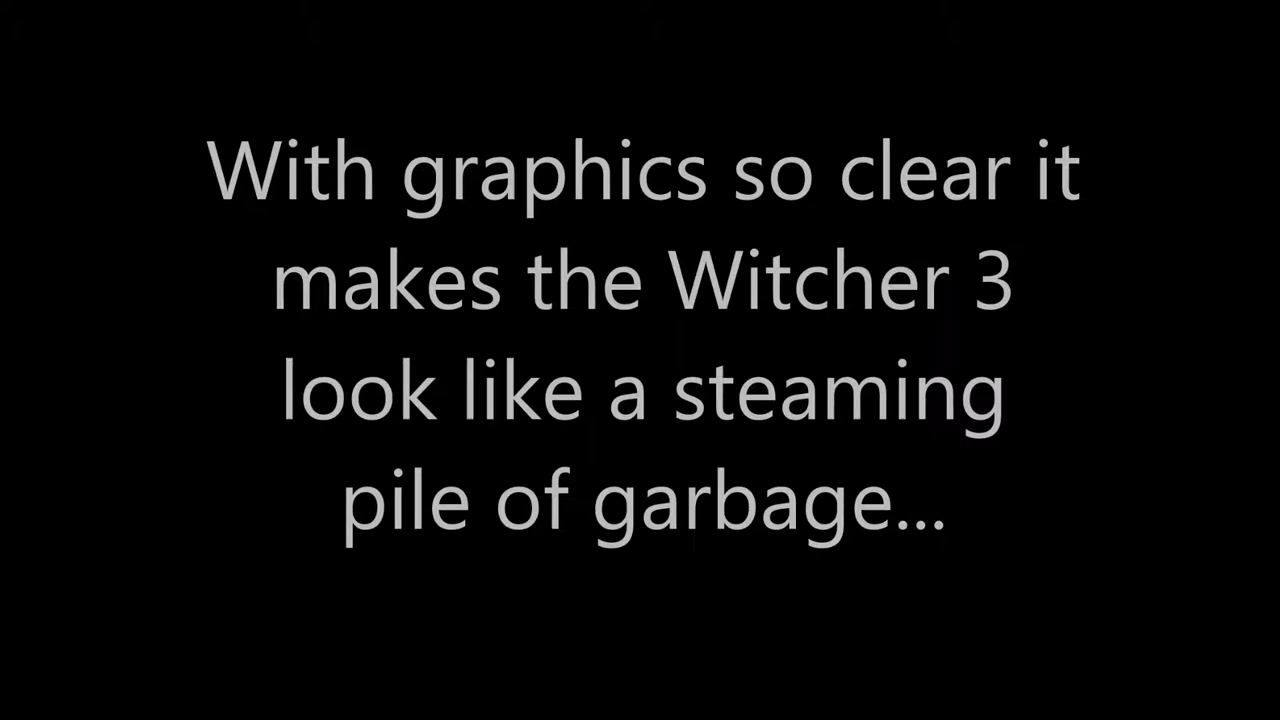 With graphics so clear it
makes the Witcher 3
look like a steaming
pile of garbage...